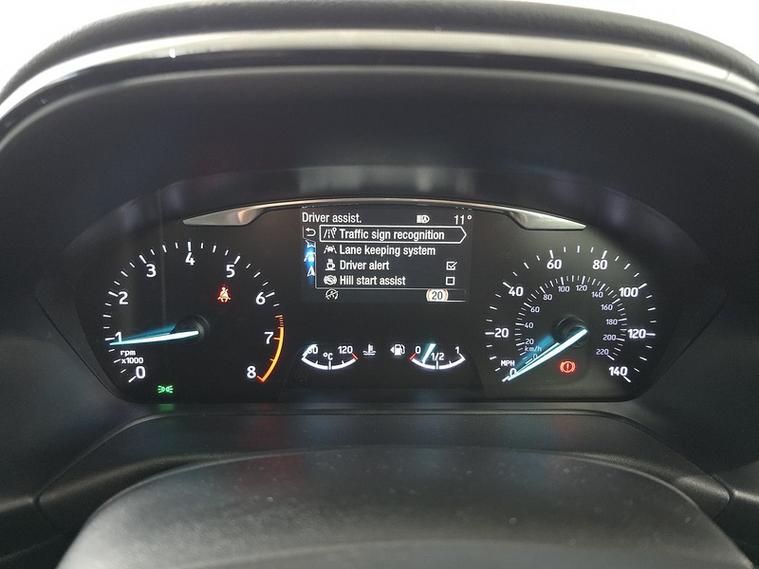 Driver assist. 11°
Traffic sign recognition
Lane keeping system
Driver alert
Hill start assist
20
0 1 2 3 4 5 6 7 8
rpm
x1000
120
°C
0 1/2 1
0 20 40 60 80 100 120 140
MPH
0 20 40 60 80 100 120 140 160 180 200 220
km/h